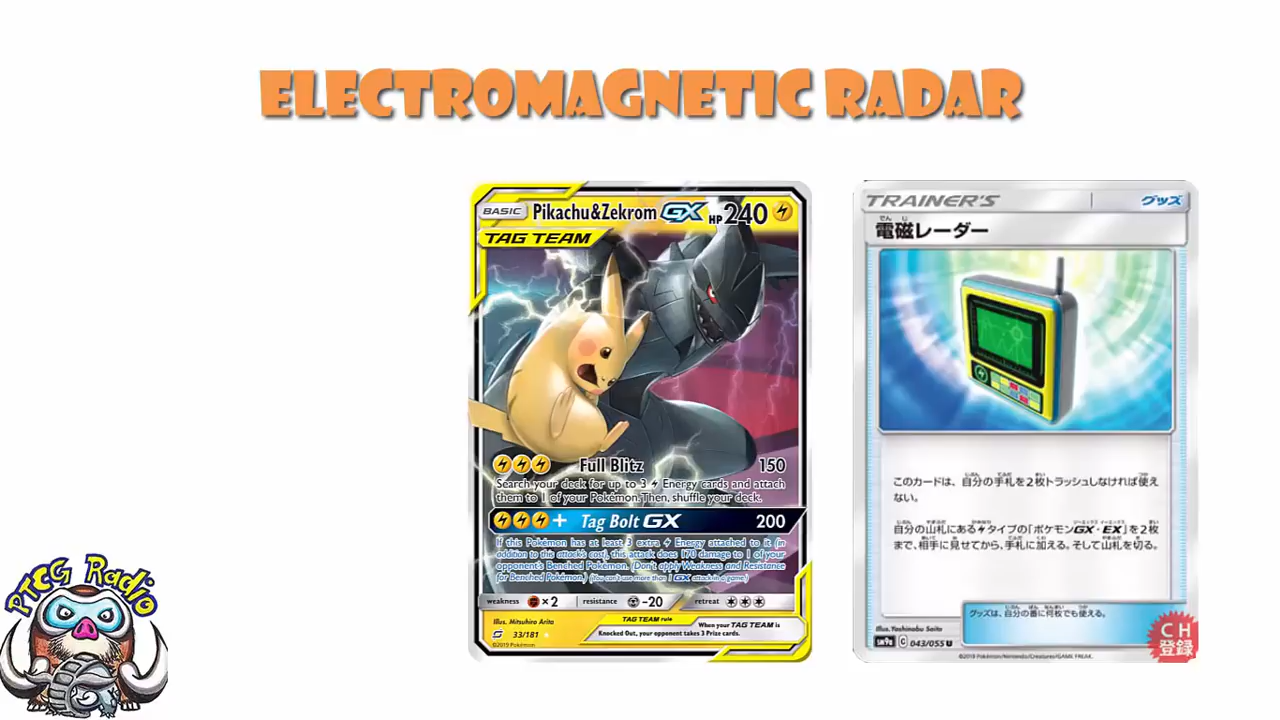 ELECTROMAGNETIC RADAR
BASIC Pikachu&Zekrom GX HP240
TAG TEAM
Full Blitz 150
Search your deck for up to 3 Energy cards and attach
them to 1 of your Pokémon. Then, shuffle your deck.
+ Tag Bolt GX 200
If this Pokémon has at least 3 extra Energy attached to it (in
addition to this attack's cost), this attack does 170 damage to 1 of your
opponent's Benched Pokémon. (Don't apply Weakness and Resistance
for Benched Pokémon.) (You can't use more than 1 GX attack in a game.)
weakness ×2 resistance -20 retreat
Illus. Mitsuhiro Arita
TAG TEAM rule
When your TAG TEAM is
Knocked Out, your opponent takes 3 Prize cards.
33/181
©2019 Pokémon
TRAINER'S グッズ
でん じ
電磁レーダー
このカードは、自分の手札を2枚トラッシュしなければ使え
ない。
自分の山札にあるタイプの「ポケモンGX・EX」を2枚
まで、相手に見せてから、手札に加える。そして山札を切る。
グッズは、自分の番に何枚でも使える。
Illus. Yoshinobu Saito
sm9a C 043/055 U
©2019 Pokémon/Nintendo/Creatures/GAME FREAK.
CH
登録
PTCG Radio